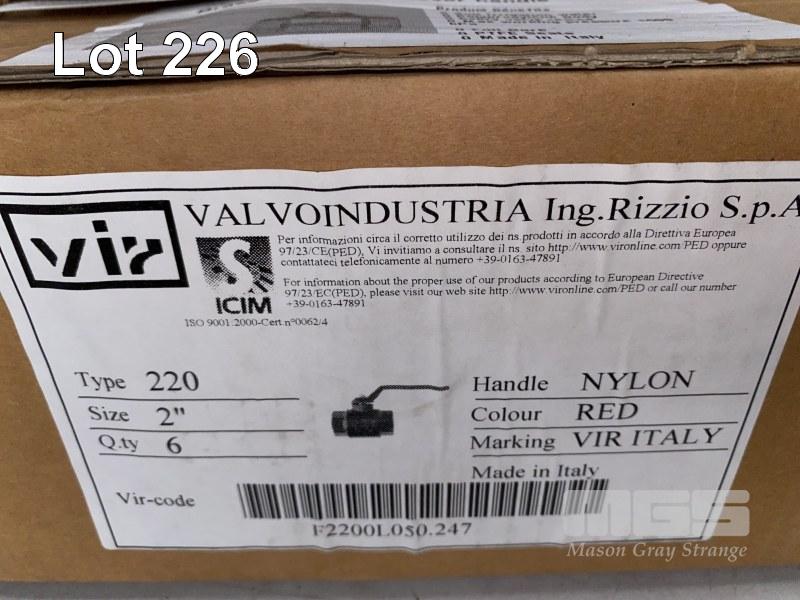 Lot 226
Product
Made in Italy
vir
VALVOINDUSTRIA Ing.Rizzio S.p.A
Per informazioni circa il corretto utilizzo dei ns. prodotti in accordo alla Direttiva Europea
97/23/CE(PED), Vi invitiamo a consultare il ns. sito http://www.vironline.com/PED oppure
contattateci telefonicamente al numero +39-0163-47891
For information about the proper use of our products according to European Directive
97/23/EC(PED), please visit our web site http://www.vironline.com/PED or call our number
+39-0163-47891
S
ICIM
ISO 9001:2000-Cert.n°0062/4
Type 220
Size 2"
Q.ty 6
Handle NYLON
Colour RED
Marking VIR ITALY
Made in Italy
Vir-code
F2200L050.247
MGS
Mason Gray Strange